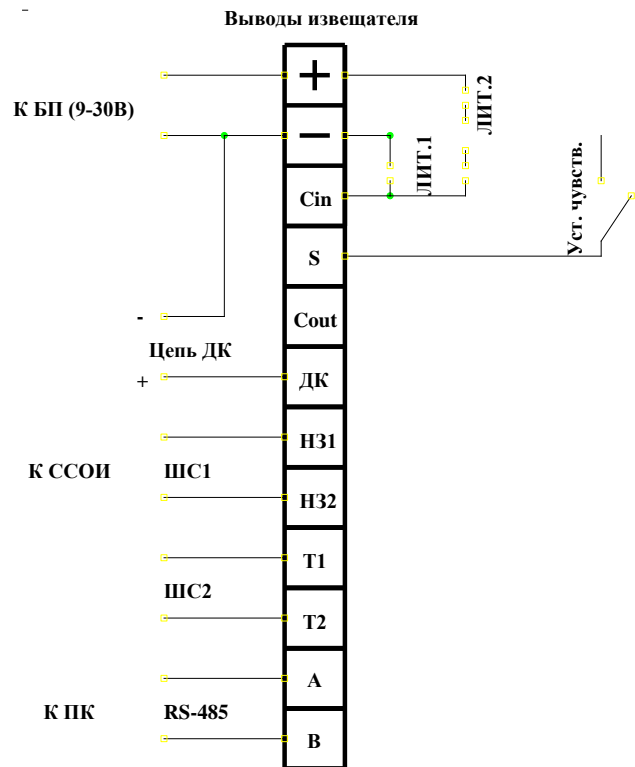 Выводы извещателя
+
К БП (9-30В)
−
ЛИТ.1
ЛИТ.2
Уст. чувств.
Cin
S
-
Cout
Цепь ДК
+
ДК
НЗ1
К ССОИ
ШС1
НЗ2
Т1
ШС2
Т2
A
К ПК
RS-485
B